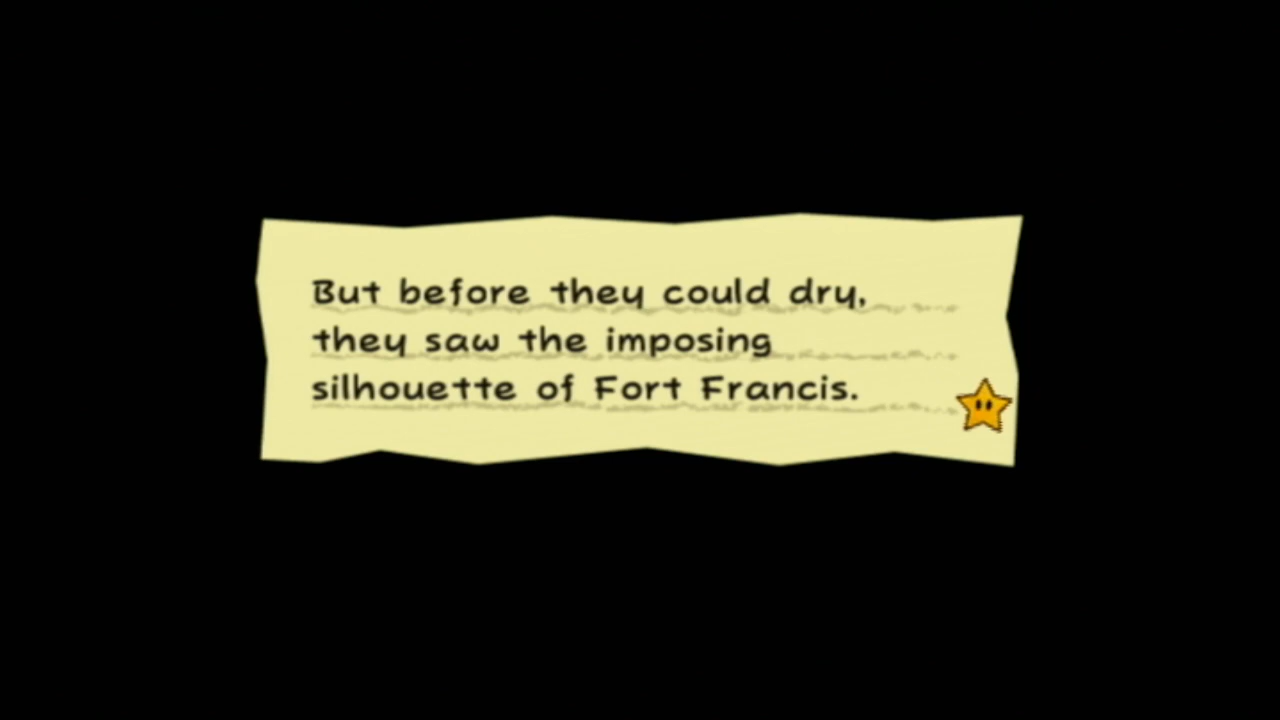 But before they could dry,
they saw the imposing
silhouette of Fort Francis.